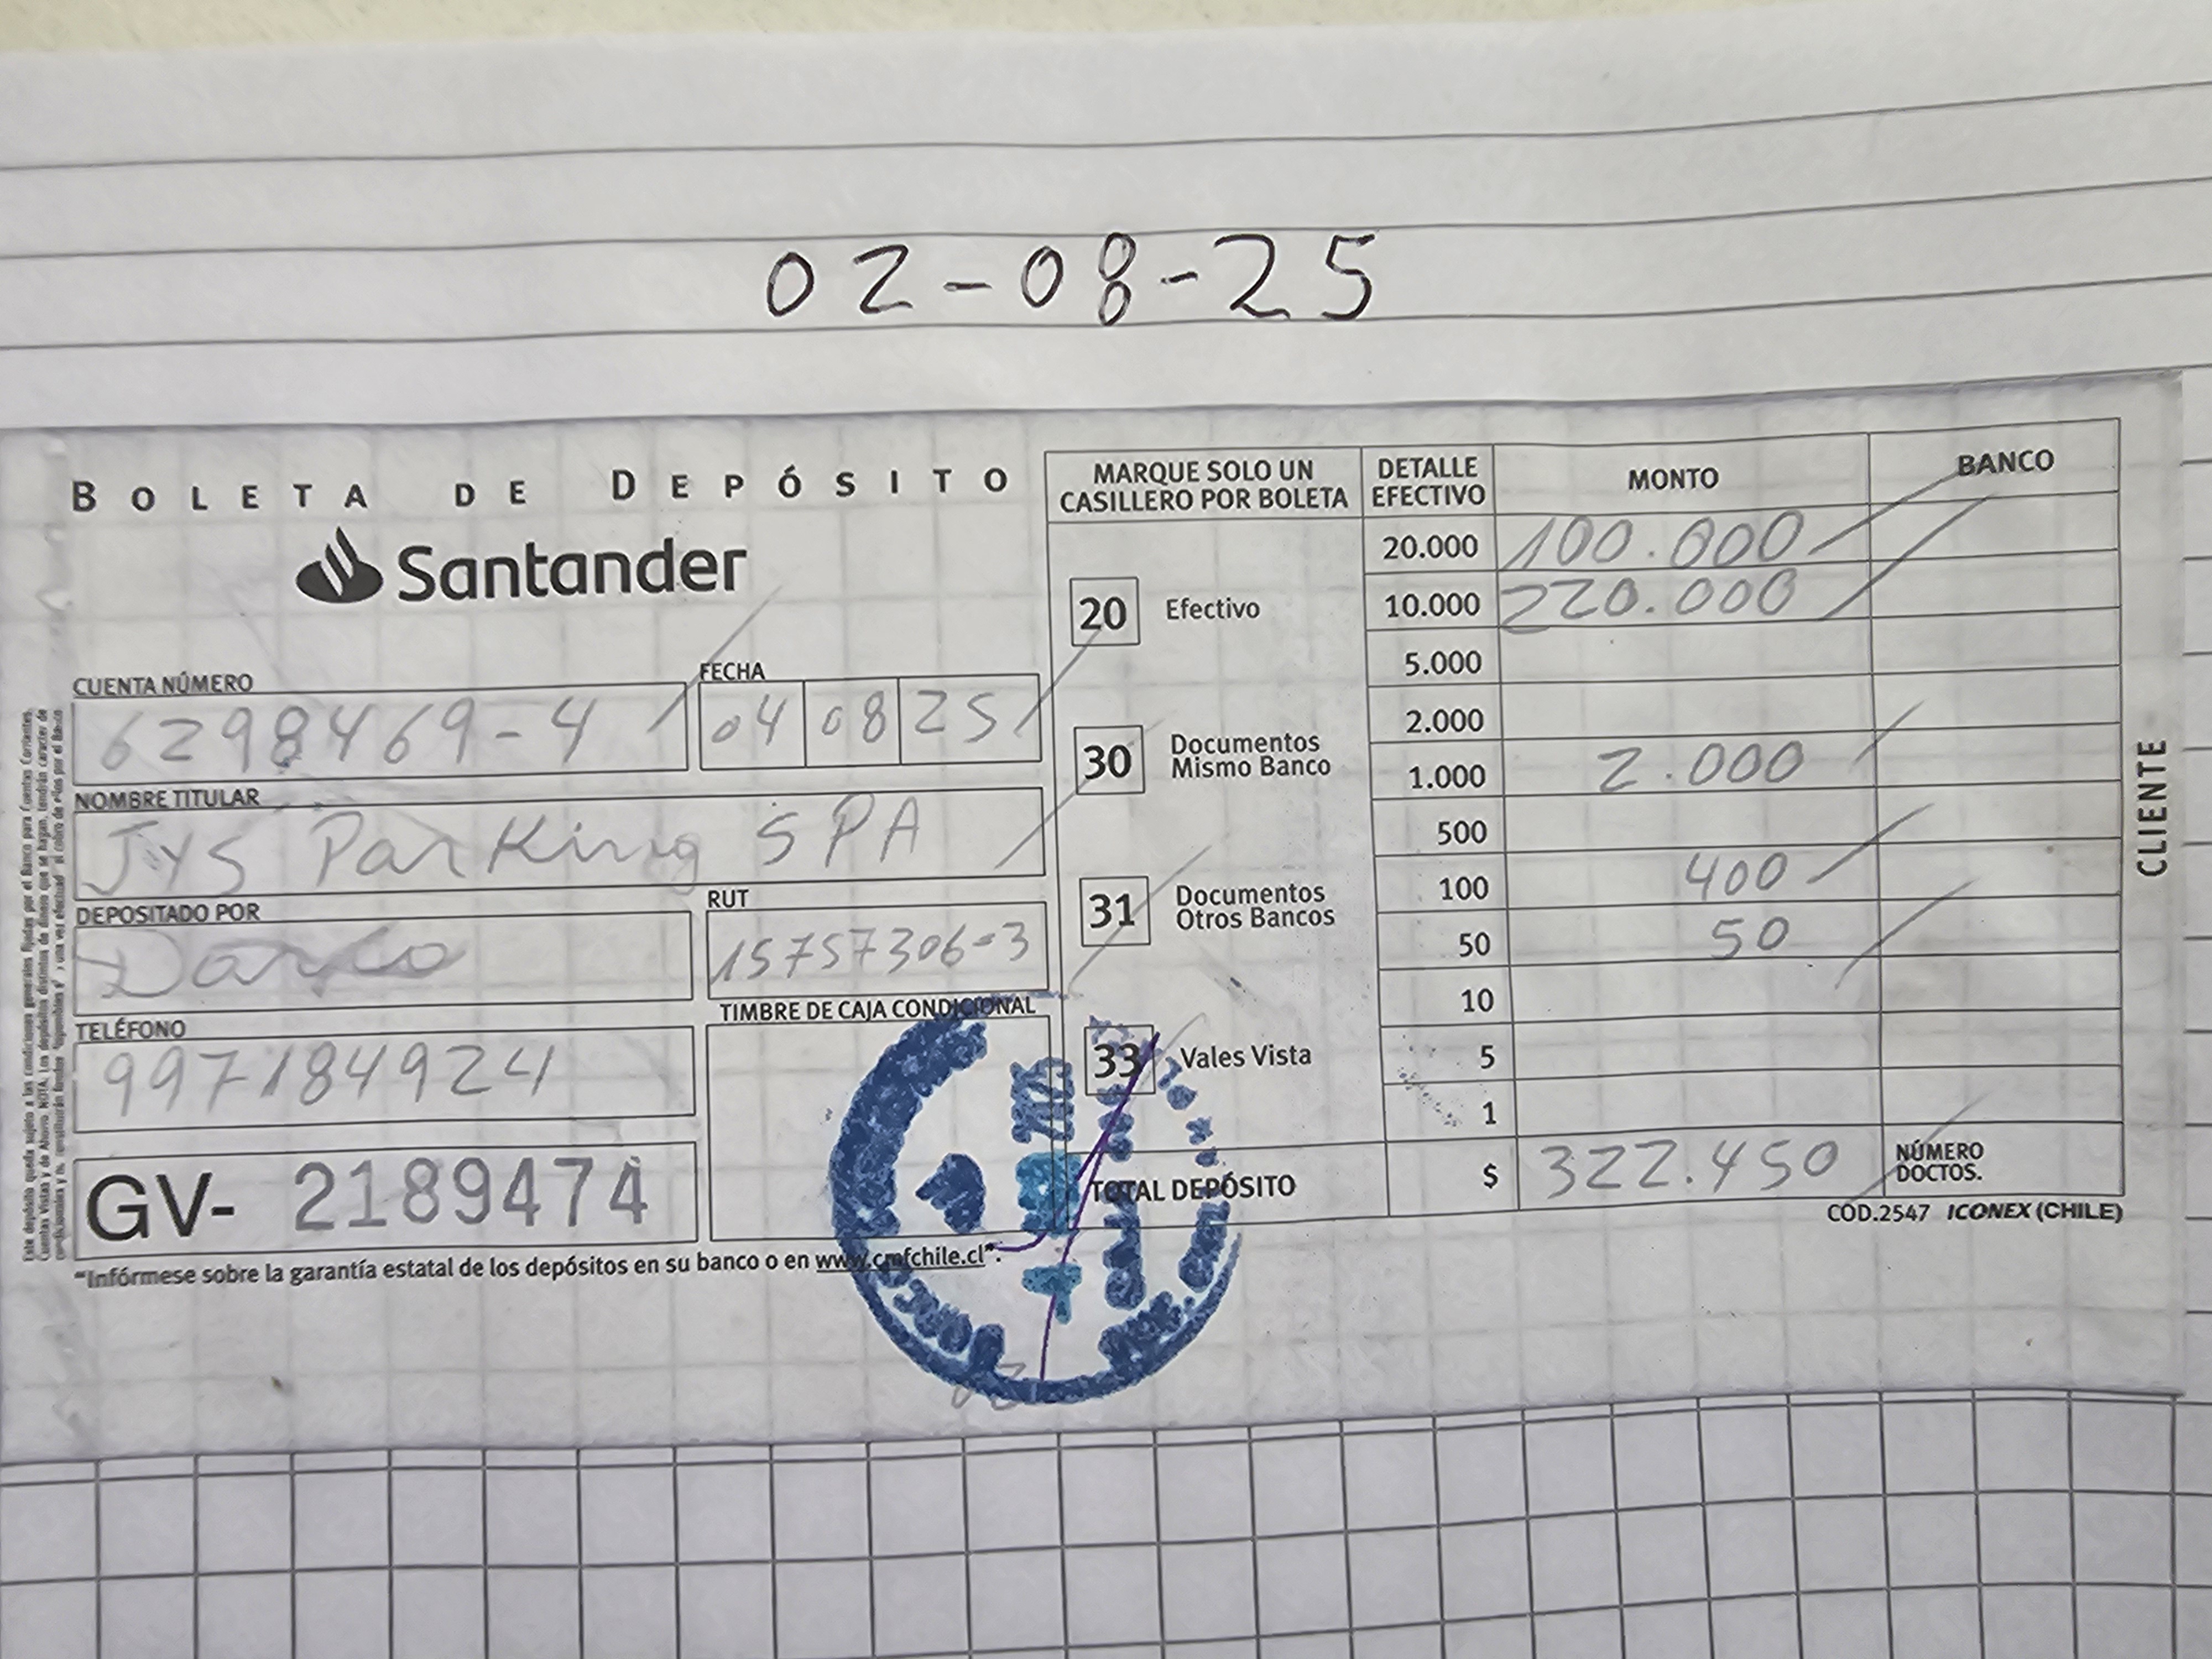 02-08-25
BOLETA DE DEPÓSITO
Santander
CUENTA NÚMERO
6298469-4
FECHA
04 08 25
NOMBRE TITULAR
JYS Parking SPA
DEPOSITADO POR
RUT
15757306-3
TELÉFONO
997184924
TIMBRE DE CAJA CONDICIONAL
GV- 2189474
"Infórmese sobre la garantía estatal de los depósitos en su banco o en www.cmfchile.cl".
MARQUE SOLO UN
CASILLERO POR BOLETA
20 Efectivo
30 Documentos
Mismo Banco
31 Documentos
Otros Bancos
33 Vales Vista
TOTAL DEPÓSITO
DETALLE
EFECTIVO MONTO BANCO
20.000 100.000
10.000 220.000
5.000
2.000
1.000 2.000
500
100 400
50 50
10
5
1
$ 322.450
NÚMERO
DOCTOS.
COD.2547 ICONEX (CHILE)
CLIENTE